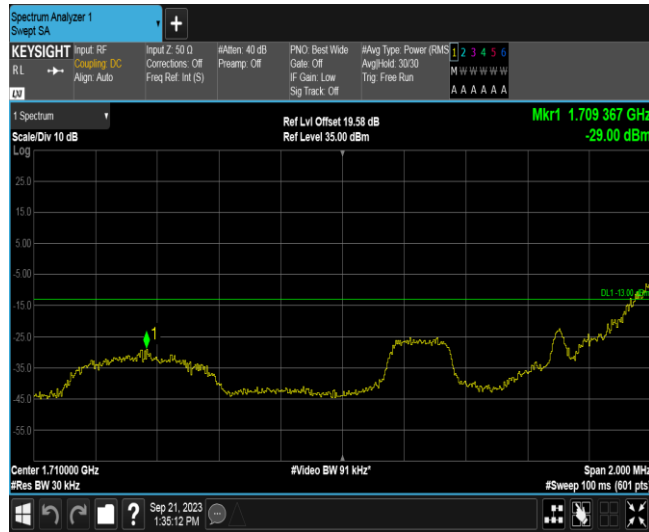 Spectrum Analyzer 1
Swept SA
+
KEYSIGHT Input: RF Input Z: 50 Ω #Atten: 40 dB PNO: Best Wide #Avg Type: Power (RMS 1 2 3 4 5 6
RL Coupling: DC Corrections: Off Preamp: Off Gate: Off Avg|Hold: 30/30 M W W W W W
Align: Auto Freq Ref: Int (S) IF Gain: Low Trig: Free Run
Sig Track: Off A A A A A A
LXI
1 Spectrum Ref Lvl Offset 19.58 dB Mkr1 1.709 367 GHz
Scale/Div 10 dB Ref Level 35.00 dBm -29.00 dBm
Log
25.0
15.0
5.00
-5.00
DL1 -13.00 dBm
-15.0
1
-25.0
-35.0
-45.0
-55.0
Center 1.710000 GHz #Video BW 91 kHz* Span 2.000 MHz
#Res BW 30 kHz #Sweep 100 ms (601 pts)
? Sep 21, 2023
1:35:12 PM